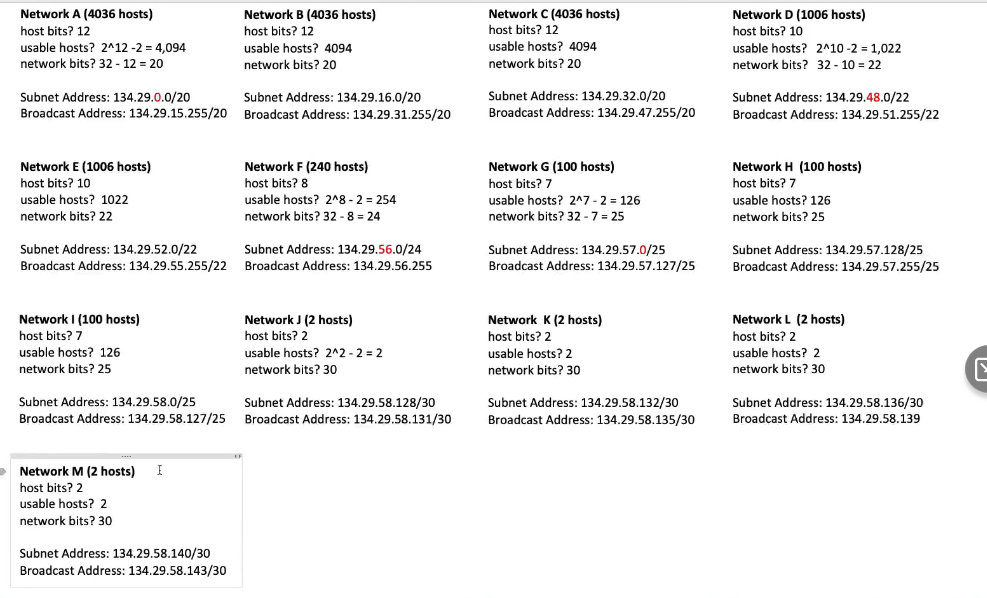 Network A (4036 hosts)
host bits? 12
usable hosts?  2^12 -2 = 4,094
network bits? 32 - 12 = 20
Subnet Address: 134.29.0.0/20
Broadcast Address: 134.29.15.255/20
Network B (4036 hosts)
host bits? 12
usable hosts?  4094
network bits? 20
Subnet Address: 134.29.16.0/20
Broadcast Address: 134.29.31.255/20
Network C (4036 hosts)
host bits? 12
usable hosts?  4094
network bits? 20
Subnet Address: 134.29.32.0/20
Broadcast Address: 134.29.47.255/20
Network D (1006 hosts)
host bits? 10
usable hosts?   2^10 -2 = 1,022
network bits?   32 - 10 = 22
Subnet Address: 134.29.48.0/22
Broadcast Address: 134.29.51.255/22
Network E (1006 hosts)
host bits? 10
usable hosts?  1022
network bits? 22
Subnet Address: 134.29.52.0/22
Broadcast Address: 134.29.55.255/22
Network F (240 hosts)
host bits? 8
usable hosts?  2^8 - 2 = 254
network bits? 32 - 8 = 24
Subnet Address: 134.29.56.0/24
Broadcast Address: 134.29.56.255
Network G (100 hosts)
host bits? 7
usable hosts?  2^7 - 2 = 126
network bits? 32 - 7 = 25
Subnet Address: 134.29.57.0/25
Broadcast Address: 134.29.57.127/25
Network H  (100 hosts)
host bits? 7
usable hosts? 126
network bits? 25
Subnet Address: 134.29.57.128/25
Broadcast Address: 134.29.57.255/25
Network I (100 hosts)
host bits? 7
usable hosts?  126
network bits? 25
Subnet Address: 134.29.58.0/25
Broadcast Address: 134.29.58.127/25
Network J (2 hosts)
host bits? 2
usable hosts?  2^2 - 2 = 2
network bits? 30
Subnet Address: 134.29.58.128/30
Broadcast Address: 134.29.58.131/30
Network  K (2 hosts)
host bits? 2
usable hosts? 2
network bits? 30
Subnet Address: 134.29.58.132/30
Broadcast Address: 134.29.58.135/30
Network L  (2 hosts)
host bits? 2
usable hosts?  2
network bits? 30
Subnet Address: 134.29.58.136/30
Broadcast Address: 134.29.58.139
Network M (2 hosts)
host bits? 2
usable hosts?  2
network bits? 30
Subnet Address: 134.29.58.140/30
Broadcast Address: 134.29.58.143/30